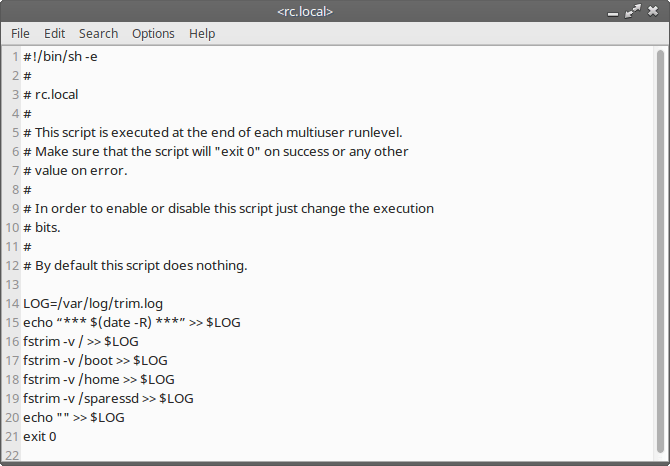 <rc.local>
File Edit Search Options Help
1 #!/bin/sh -e
2 #
3 # rc.local
4 #
5 # This script is executed at the end of each multiuser runlevel.
6 # Make sure that the script will "exit 0" on success or any other
7 # value on error.
8 #
9 # In order to enable or disable this script just change the execution
10 # bits.
11 #
12 # By default this script does nothing.
13
14 LOG=/var/log/trim.log
15 echo “*** $(date -R) ***” >> $LOG
16 fstrim -v / >> $LOG
17 fstrim -v /boot >> $LOG
18 fstrim -v /home >> $LOG
19 fstrim -v /sparessd >> $LOG
20 echo "" >> $LOG
21 exit 0
22